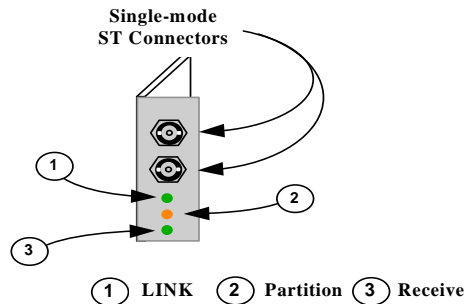 Single-mode
ST Connectors
1
2
3
1 LINK 2 Partition 3 Receive